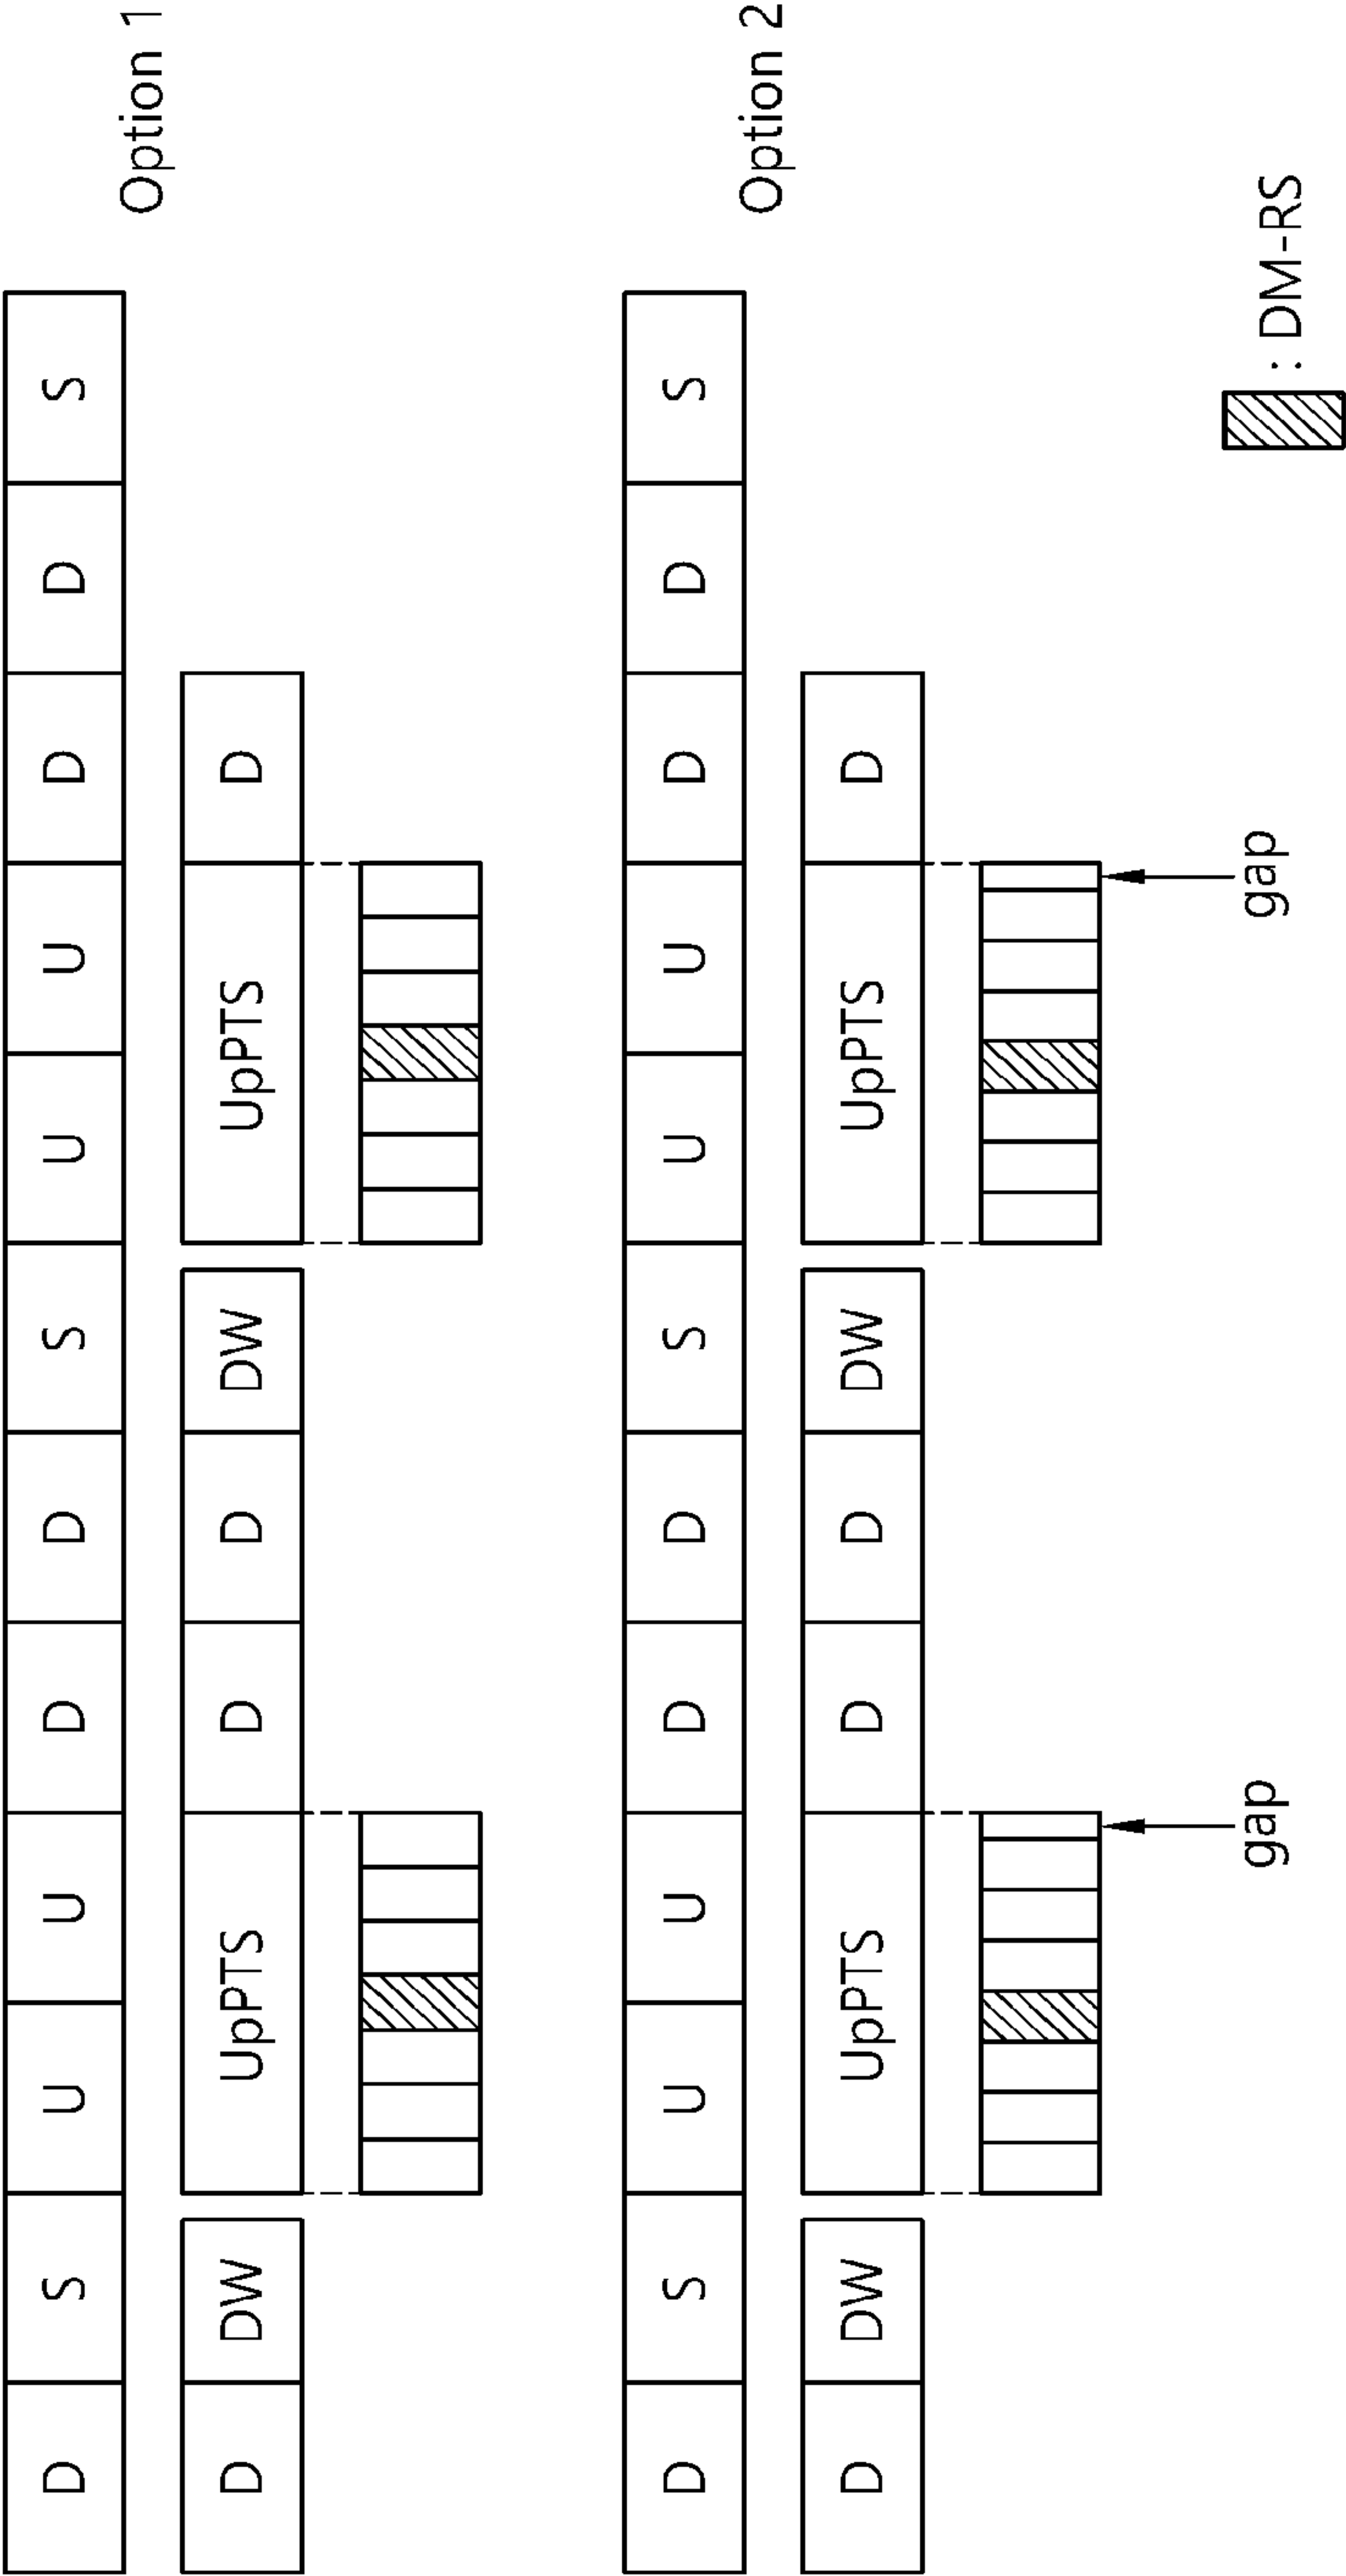 D S U U D D S U U D D S
Option 1
D DW UpPTS D D DW UpPTS D
D S U U D D S U U D D S
Option 2
D DW UpPTS D D DW UpPTS D
gap gap
: DM-RS